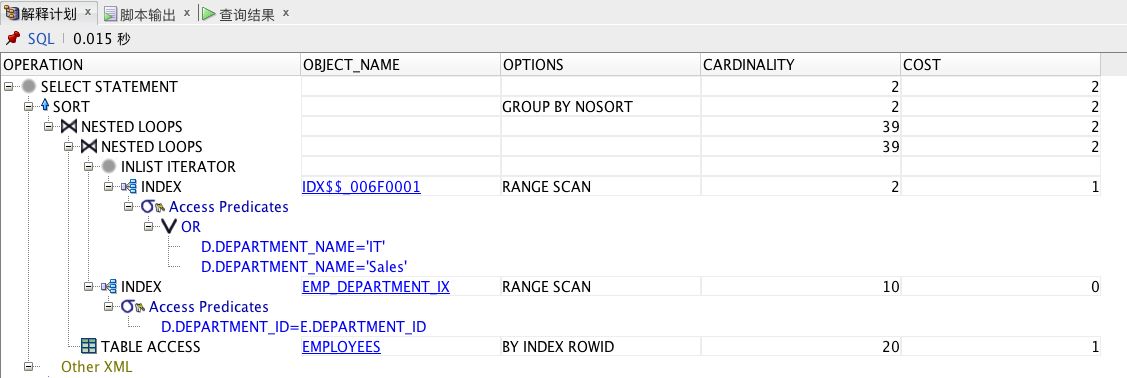 解释计划 x 脚本输出 x 查询结果 x
SQL | 0.015 秒
OPERATION OBJECT_NAME OPTIONS CARDINALITY COST
SELECT STATEMENT 2 2
SORT GROUP BY NOSORT 2 2
NESTED LOOPS 39 2
NESTED LOOPS 39 2
INLIST ITERATOR
INDEX IDX$$_006F0001 RANGE SCAN 2 1
Access Predicates
OR
D.DEPARTMENT_NAME='IT'
D.DEPARTMENT_NAME='Sales'
INDEX EMP_DEPARTMENT_IX RANGE SCAN 10 0
Access Predicates
D.DEPARTMENT_ID=E.DEPARTMENT_ID
TABLE ACCESS EMPLOYEES BY INDEX ROWID 20 1
Other XML